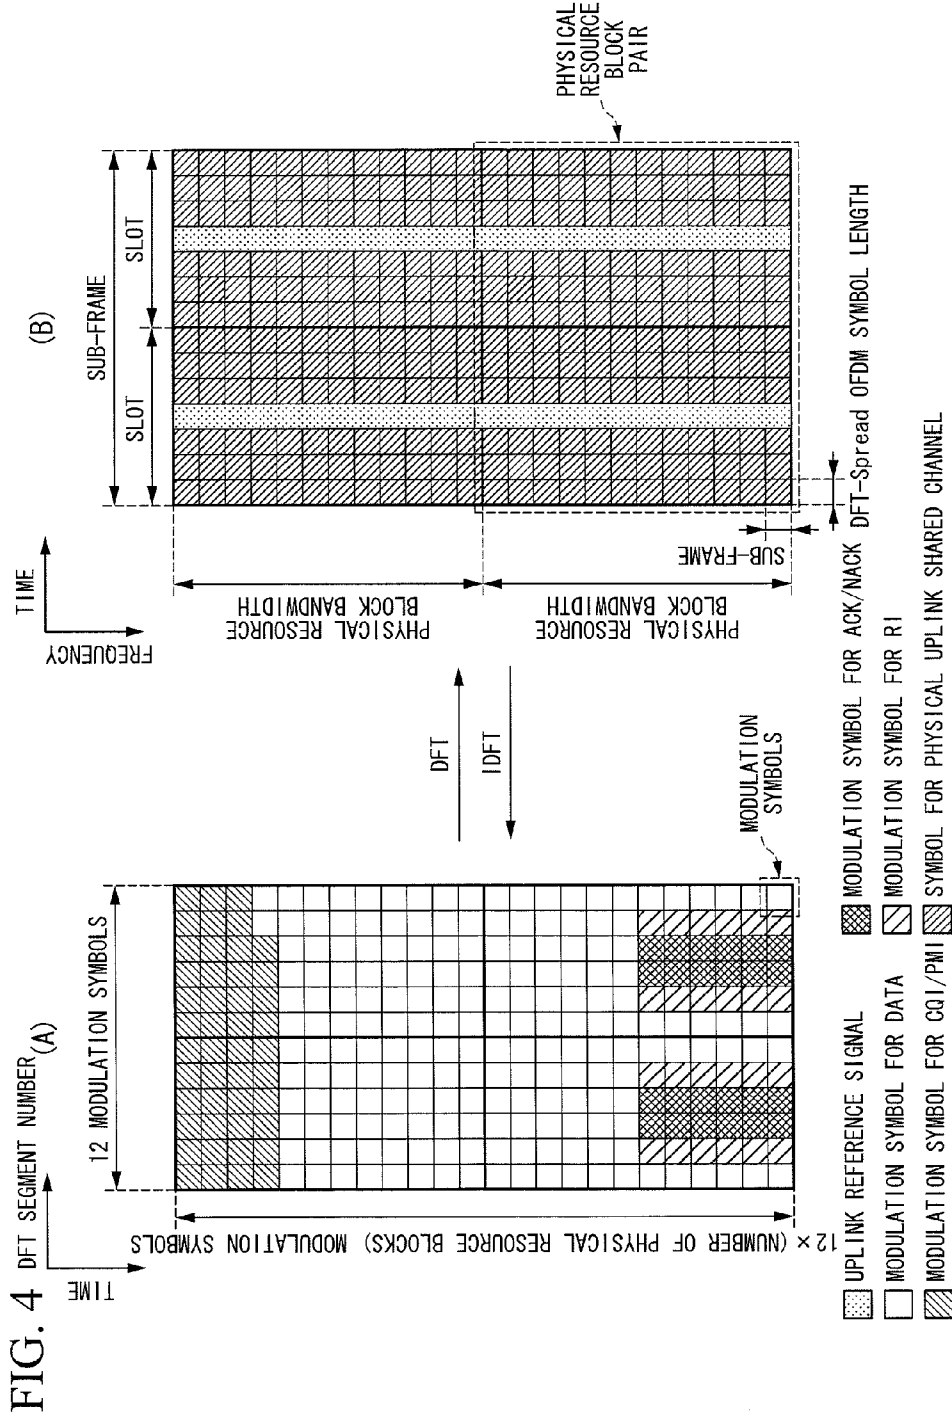 FIG. 4
(A)
DFT SEGMENT NUMBER
TIME
12 MODULATION SYMBOLS
12 × (NUMBER OF PHYSICAL RESOURCE BLOCKS) MODULATION SYMBOLS
MODULATION
SYMBOLS
DFT
IDFT
(B)
TIME
FREQUENCY
SUB-FRAME
SLOT
SLOT
PHYSICAL RESOURCE
BLOCK BANDWIDTH
PHYSICAL RESOURCE
BLOCK BANDWIDTH
SUB-FRAME
DFT-Spread OFDM SYMBOL LENGTH
PHYSICAL
RESOURCE
BLOCK
PAIR
UPLINK REFERENCE SIGNAL
MODULATION SYMBOL FOR ACK/NACK
MODULATION SYMBOL FOR DATA
MODULATION SYMBOL FOR RI
MODULATION SYMBOL FOR CQI/PMI
SYMBOL FOR PHYSICAL UPLINK SHARED CHANNEL